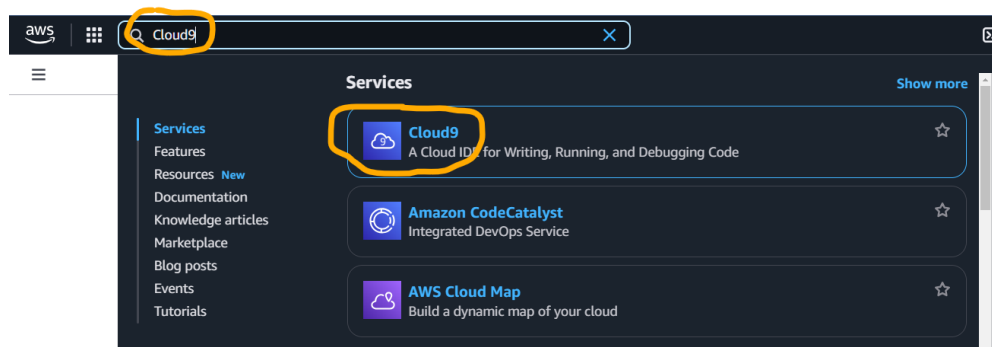 aws
Cloud9
Services
Show more
Services
Features
Resources New
Documentation
Knowledge articles
Marketplace
Blog posts
Events
Tutorials
9
Cloud9
A Cloud IDE for Writing, Running, and Debugging Code
Amazon CodeCatalyst
Integrated DevOps Service
AWS Cloud Map
Build a dynamic map of your cloud